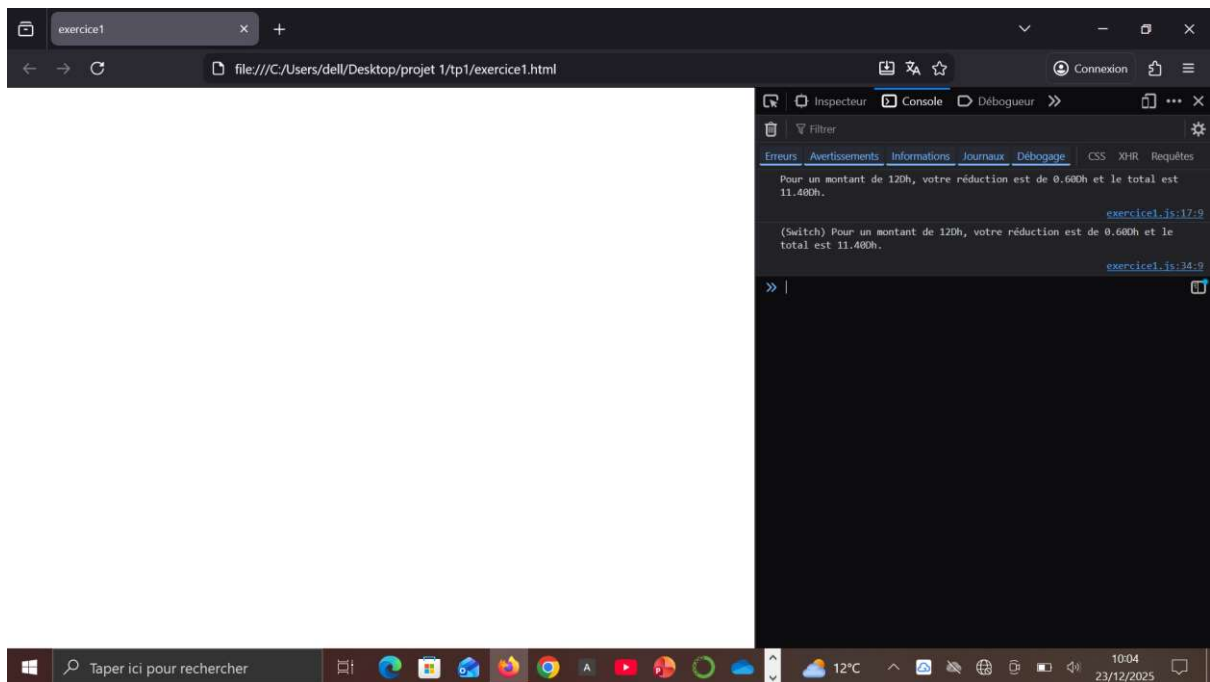 exercice1
file:///C:/Users/dell/Desktop/projet 1/tp1/exercice1.html
Connexion
Inspecteur Console Débogueur
Filtrer
Erreurs Avertissements Informations Journaux Débogage CSS XHR Requêtes
Pour un montant de 12Dh, votre réduction est de 0.60Dh et le total est
11.40Dh.
exercice1.js:17:9
(Switch) Pour un montant de 12Dh, votre réduction est de 0.60Dh et le
total est 11.40Dh.
exercice1.js:34:9
Taper ici pour rechercher
12°C
10:04
23/12/2025